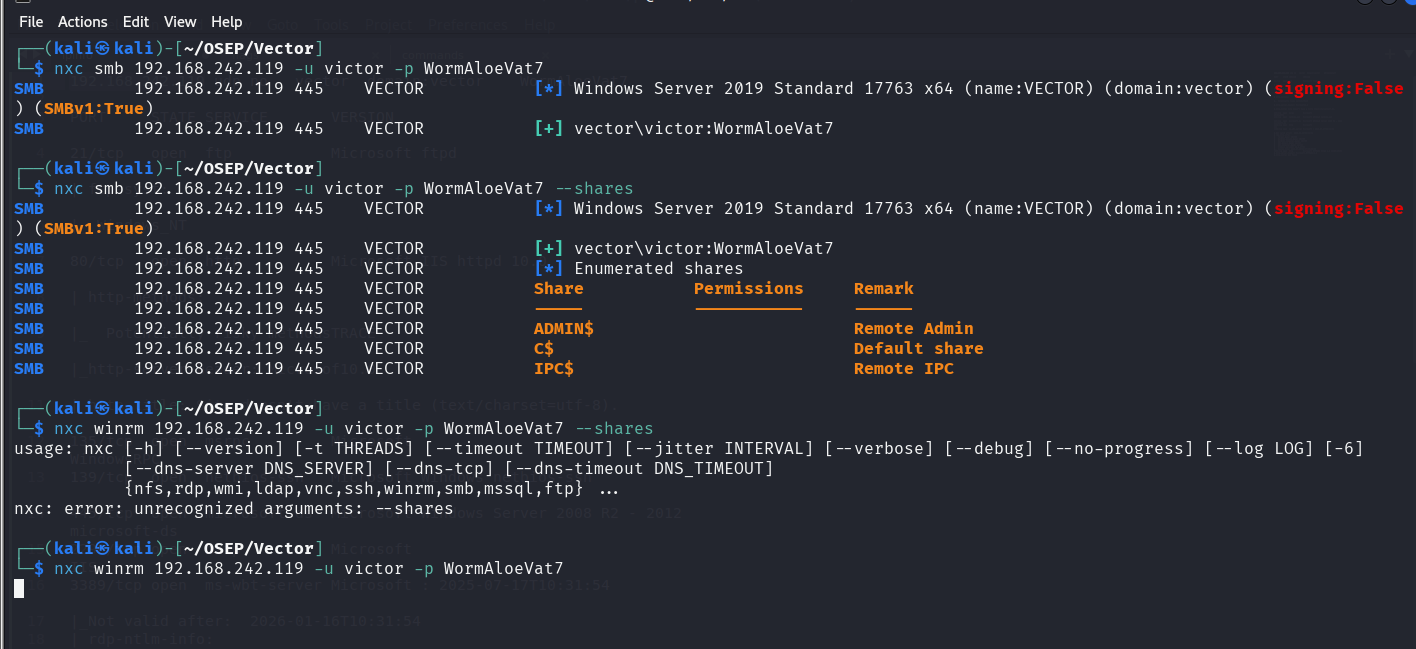 File Actions Edit View Help
┌──(kali㉿kali)-[~/OSEP/Vector]
└─$ nxc smb 192.168.242.119 -u victor -p WormAloeVat7
SMB 192.168.242.119 445 VECTOR [*] Windows Server 2019 Standard 17763 x64 (name:VECTOR) (domain:vector) (signing:False
) (SMBv1:True)
SMB 192.168.242.119 445 VECTOR [+] vector\victor:WormAloeVat7
┌──(kali㉿kali)-[~/OSEP/Vector]
└─$ nxc smb 192.168.242.119 -u victor -p WormAloeVat7 --shares
SMB 192.168.242.119 445 VECTOR [*] Windows Server 2019 Standard 17763 x64 (name:VECTOR) (domain:vector) (signing:False
) (SMBv1:True)
SMB 192.168.242.119 445 VECTOR [+] vector\victor:WormAloeVat7
SMB 192.168.242.119 445 VECTOR [*] Enumerated shares
SMB 192.168.242.119 445 VECTOR Share Permissions Remark
SMB 192.168.242.119 445 VECTOR ----- ----------- ------
SMB 192.168.242.119 445 VECTOR ADMIN$ Remote Admin
SMB 192.168.242.119 445 VECTOR C$ Default share
SMB 192.168.242.119 445 VECTOR IPC$ Remote IPC
┌──(kali㉿kali)-[~/OSEP/Vector]
└─$ nxc winrm 192.168.242.119 -u victor -p WormAloeVat7 --shares
usage: nxc [-h] [--version] [-t THREADS] [--timeout TIMEOUT] [--jitter INTERVAL] [--verbose] [--debug] [--no-progress] [--log LOG] [-6]
[--dns-server DNS_SERVER] [--dns-tcp] [--dns-timeout DNS_TIMEOUT]
{nfs,rdp,wmi,ldap,vnc,ssh,winrm,smb,mssql,ftp} ...
nxc: error: unrecognized arguments: --shares
┌──(kali㉿kali)-[~/OSEP/Vector]
└─$ nxc winrm 192.168.242.119 -u victor -p WormAloeVat7